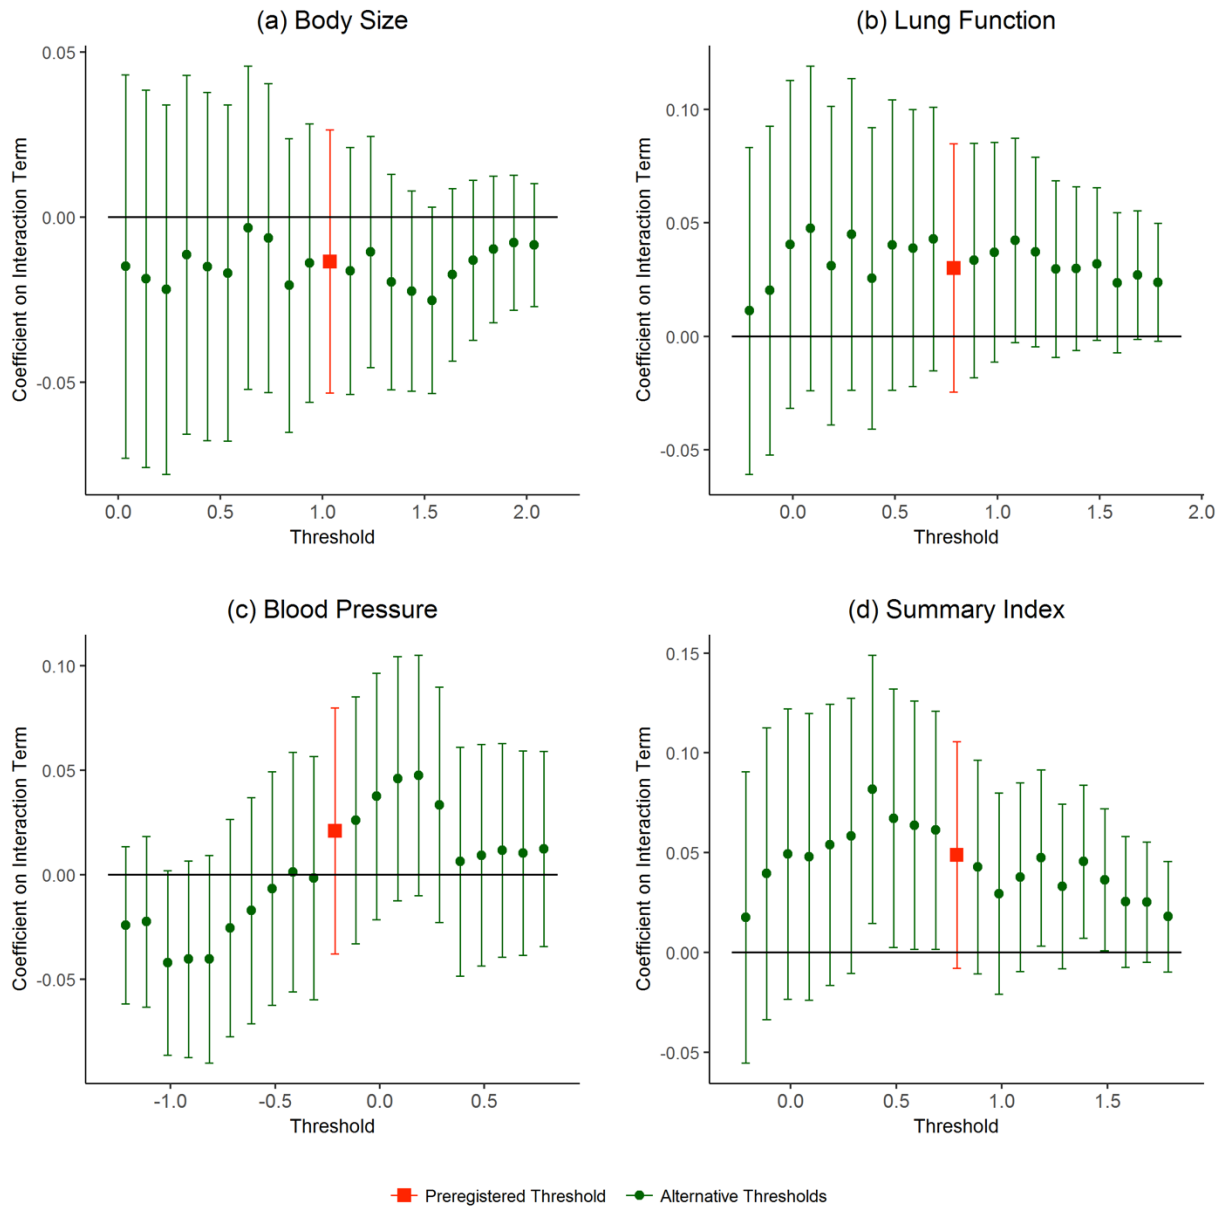 (a) Body Size
(b) Lung Function
0.05
0.00
-0.05
Coefficient on Interaction Term
0.0 0.5 1.0 1.5 2.0
Threshold
0.10
0.05
0.00
-0.05
Coefficient on Interaction Term
0.0 0.5 1.0 1.5 2.0
Threshold
(c) Blood Pressure
(d) Summary Index
0.10
0.05
0.00
-0.05
Coefficient on Interaction Term
-1.0 -0.5 0.0 0.5
Threshold
0.15
0.10
0.05
0.00
-0.05
Coefficient on Interaction Term
0.0 0.5 1.0 1.5
Threshold
Preregistered Threshold Alternative Thresholds